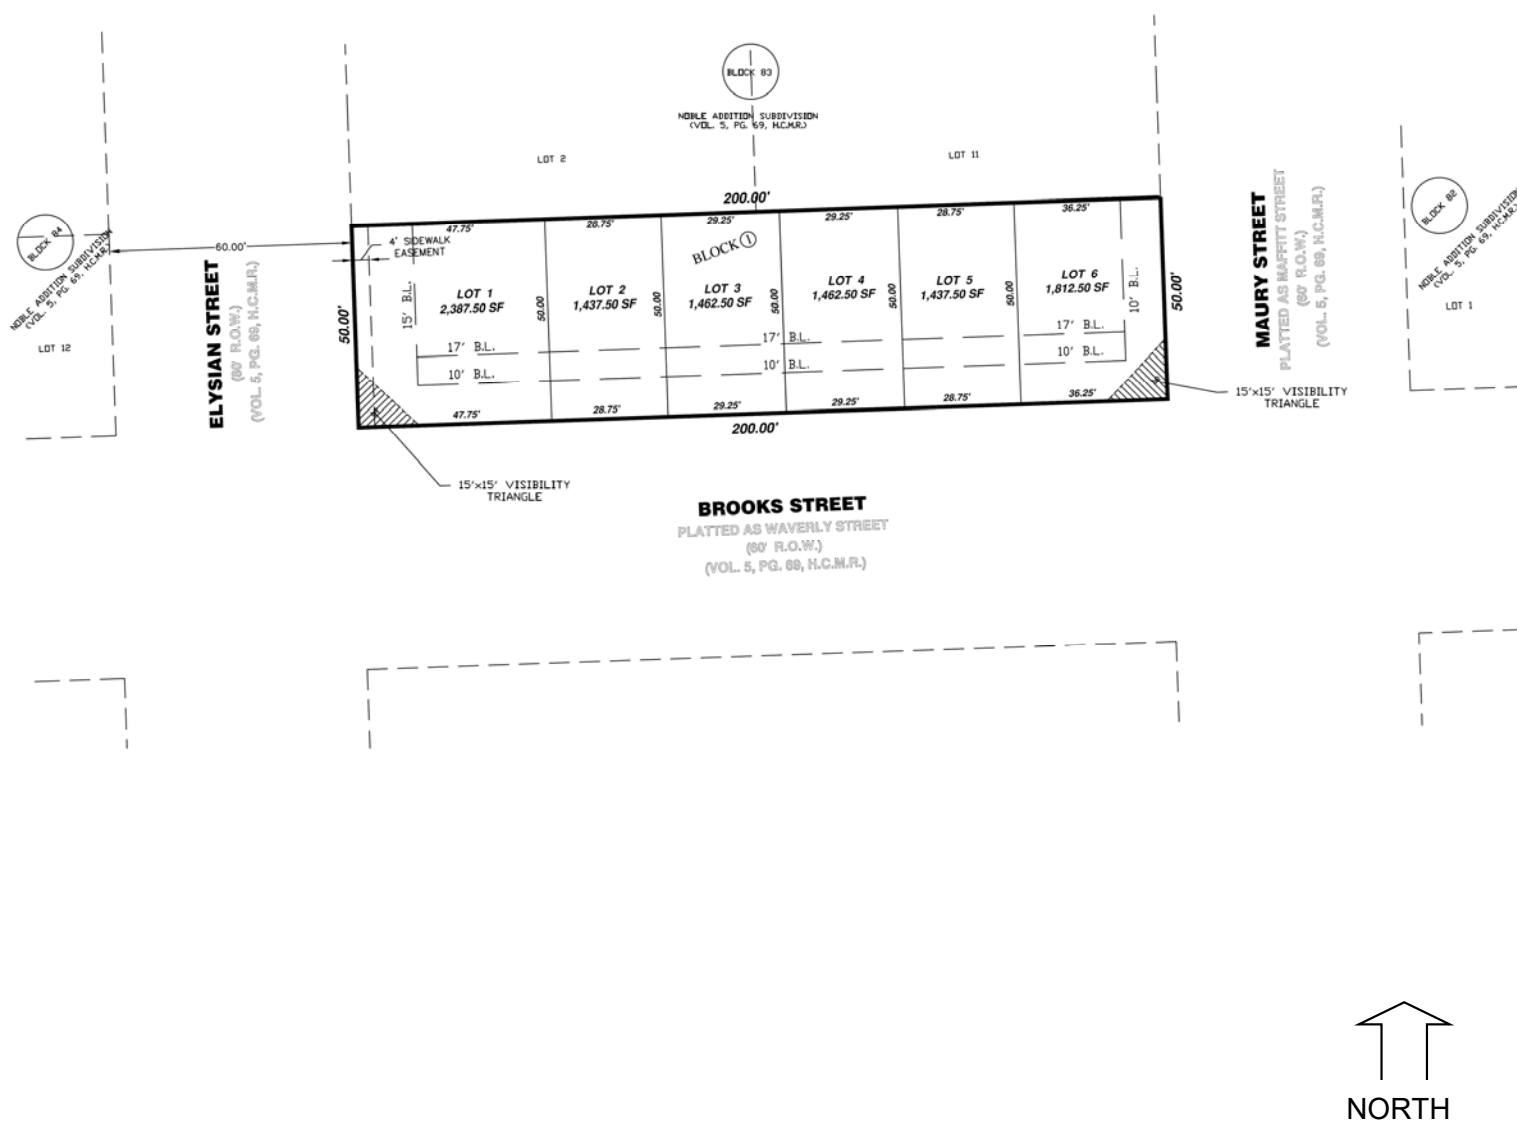 BLOCK 83
NOBLE ADDITION SUBDIVISION
(VOL. 5, PG. 69, H.C.M.R.)
LOT 2
LOT 11
BLOCK 84
NOBLE ADDITION SUBDIVISION
(VOL. 5, PG. 69, H.C.M.R.)
LOT 12
60.00'
ELYSIAN STREET
(60' R.O.W.)
(VOL. 5, PG. 69, H.C.M.R.)
200.00'
47.75'
28.75'
29.25'
29.25'
28.75'
36.25'
4' SIDEWALK
EASEMENT
BLOCK 1
50.00'
15' B.L.
LOT 1
2,387.50 SF
50.00
LOT 2
1,437.50 SF
50.00
LOT 3
1,462.50 SF
50.00
LOT 4
1,462.50 SF
50.00
LOT 5
1,437.50 SF
50.00
LOT 6
1,812.50 SF
10' B.L.
50.00'
17' B.L.
17' B.L.
17' B.L.
10' B.L.
10' B.L.
10' B.L.
47.75'
28.75'
29.25'
29.25'
28.75'
36.25'
200.00'
MAURY STREET
PLATTED AS MAFFITT STREET
(60' R.O.W.)
(VOL. 5, PG. 69, H.C.M.R.)
BLOCK 82
NOBLE ADDITION SUBDIVISION
(VOL. 5, PG. 69, H.C.M.R.)
LOT 1
15'x15' VISIBILITY
TRIANGLE
15'x15' VISIBILITY
TRIANGLE
BROOKS STREET
PLATTED AS WAVERLY STREET
(60' R.O.W.)
(VOL. 5, PG. 69, H.C.M.R.)
NORTH